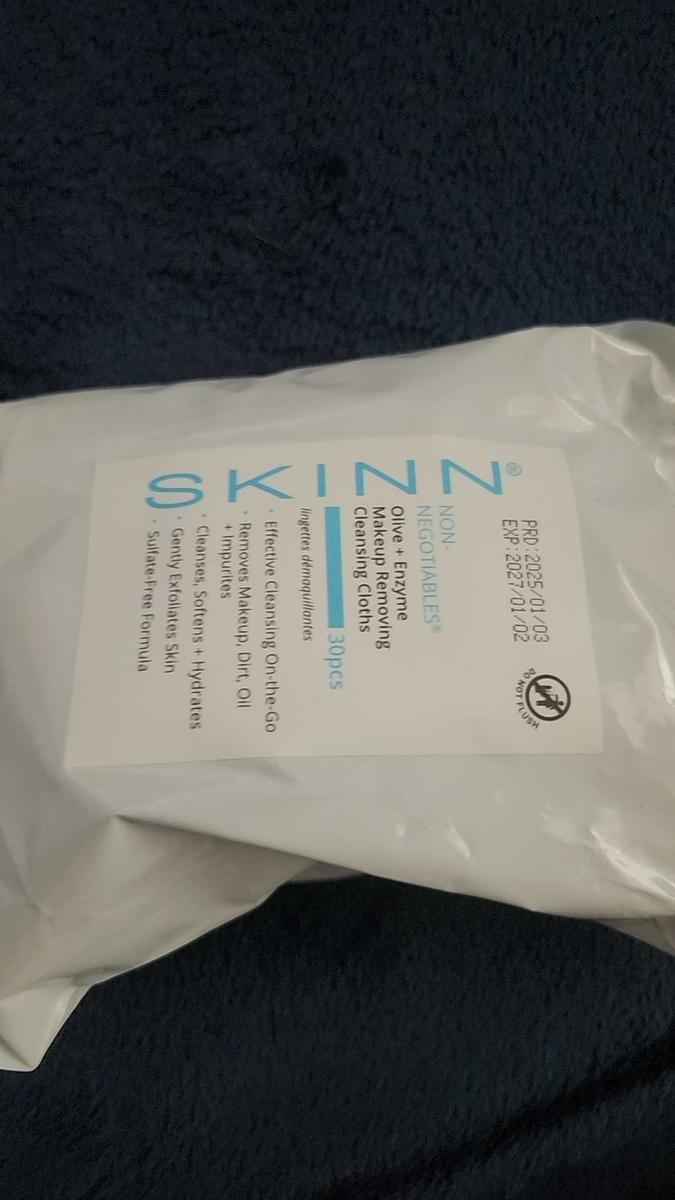 PRD:2025/01/03
EXP:2027/01/02
DO NOT FLUSH
SKINN®
NON-
NEGOTIABLES®
Olive + Enzyme
Makeup Removing
Cleansing Cloths
30pcs
lingettes démaquillantes
• Effective Cleansing On-the-Go
• Removes Makeup, Dirt, Oil
+ Impurites
• Cleanses, Softens + Hydrates
• Gently Exfoliates Skin
• Sulfate-Free Formula